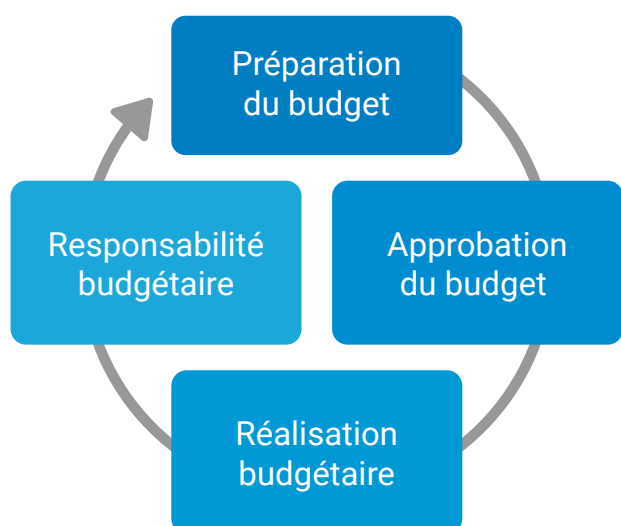 Préparation
du budget
Approbation
du budget
Réalisation
budgétaire
Responsabilité
budgétaire